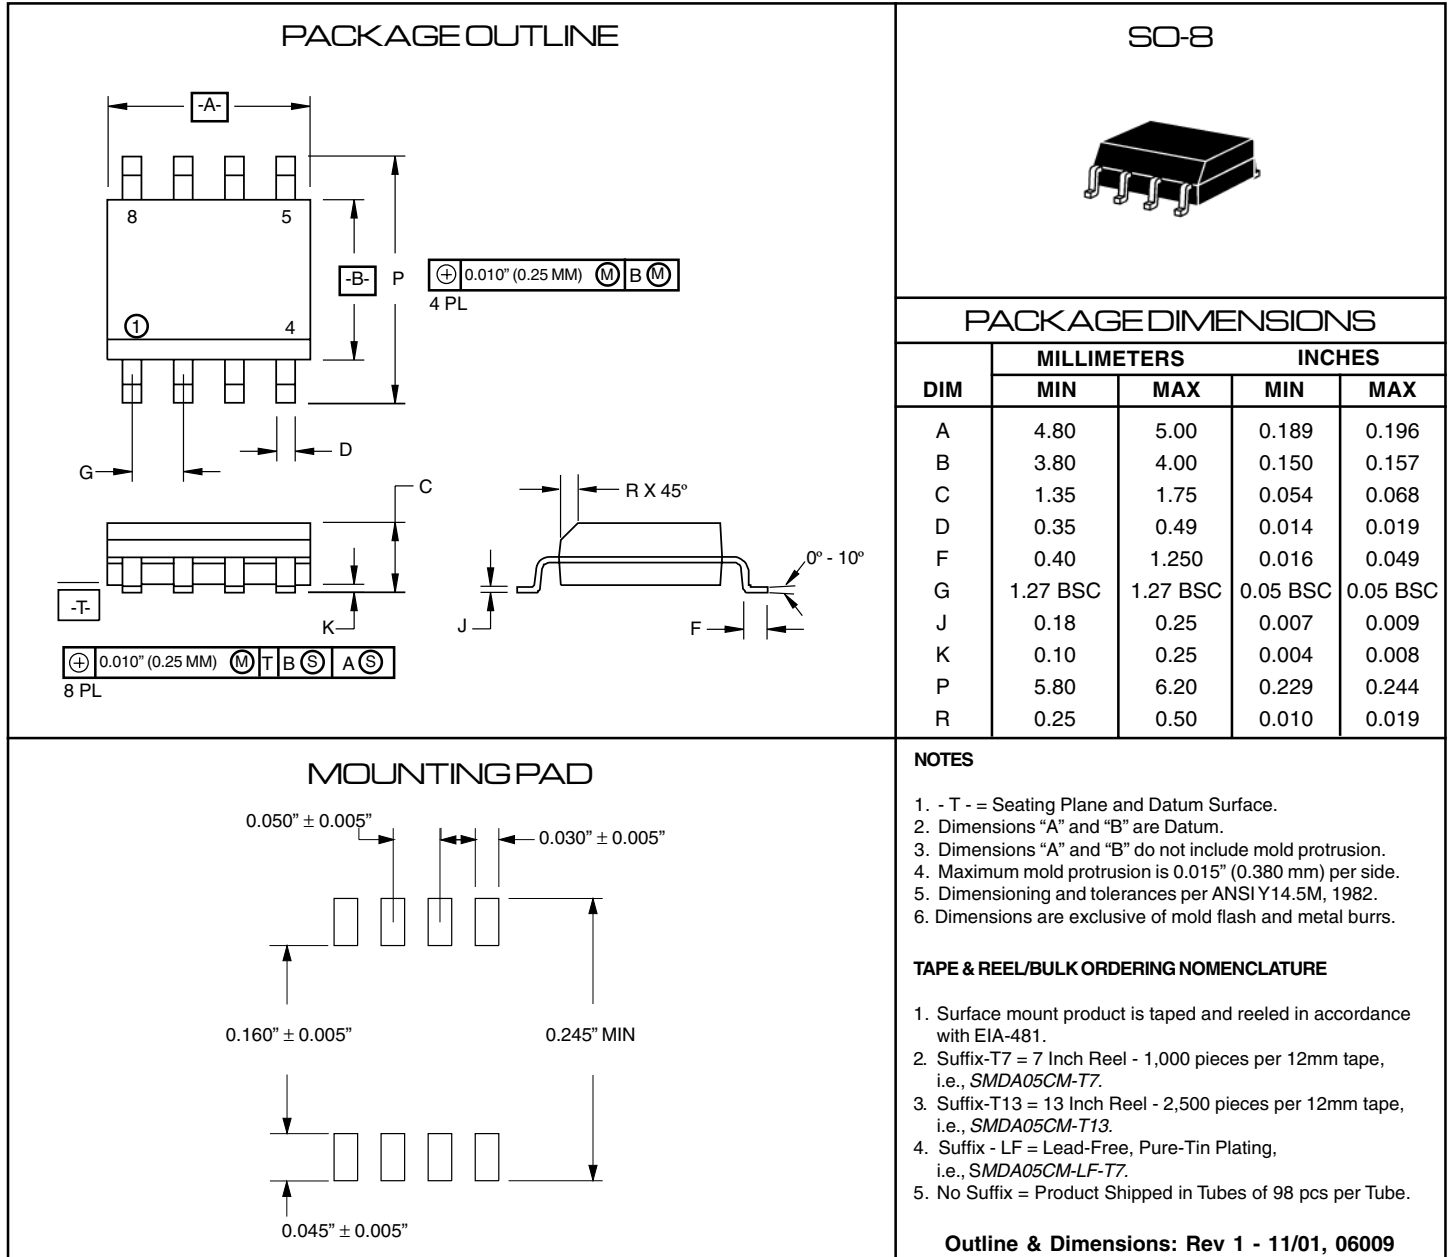 PACKAGE OUTLINE
-A-
8 5
-B- P
⌖ 0.010” (0.25 MM) Ⓜ B Ⓜ
4 PL
① 4
D
G
C
-T-
K
⌖ 0.010” (0.25 MM) Ⓜ T B Ⓢ A Ⓢ
8 PL
R X 45º
0º - 10º
J
F
SO-8
PACKAGE DIMENSIONS
MILLIMETERS INCHES
DIM MIN MAX MIN MAX
A 4.80 5.00 0.189 0.196
B 3.80 4.00 0.150 0.157
C 1.35 1.75 0.054 0.068
D 0.35 0.49 0.014 0.019
F 0.40 1.250 0.016 0.049
G 1.27 BSC 1.27 BSC 0.05 BSC 0.05 BSC
J 0.18 0.25 0.007 0.009
K 0.10 0.25 0.004 0.008
P 5.80 6.20 0.229 0.244
R 0.25 0.50 0.010 0.019
MOUNTING PAD
0.050” ± 0.005”
0.030” ± 0.005”
0.160” ± 0.005”
0.245” MIN
0.045” ± 0.005”
NOTES
1. - T - = Seating Plane and Datum Surface.
2. Dimensions “A” and “B” are Datum.
3. Dimensions “A” and “B” do not include mold protrusion.
4. Maximum mold protrusion is 0.015” (0.380 mm) per side.
5. Dimensioning and tolerances per ANSI Y14.5M, 1982.
6. Dimensions are exclusive of mold flash and metal burrs.
TAPE & REEL/BULK ORDERING NOMENCLATURE
1. Surface mount product is taped and reeled in accordance
with EIA-481.
2. Suffix-T7 = 7 Inch Reel - 1,000 pieces per 12mm tape,
i.e., SMDA05CM-T7.
3. Suffix-T13 = 13 Inch Reel - 2,500 pieces per 12mm tape,
i.e., SMDA05CM-T13.
4. Suffix - LF = Lead-Free, Pure-Tin Plating,
i.e., SMDA05CM-LF-T7.
5. No Suffix = Product Shipped in Tubes of 98 pcs per Tube.
Outline & Dimensions: Rev 1 - 11/01, 06009